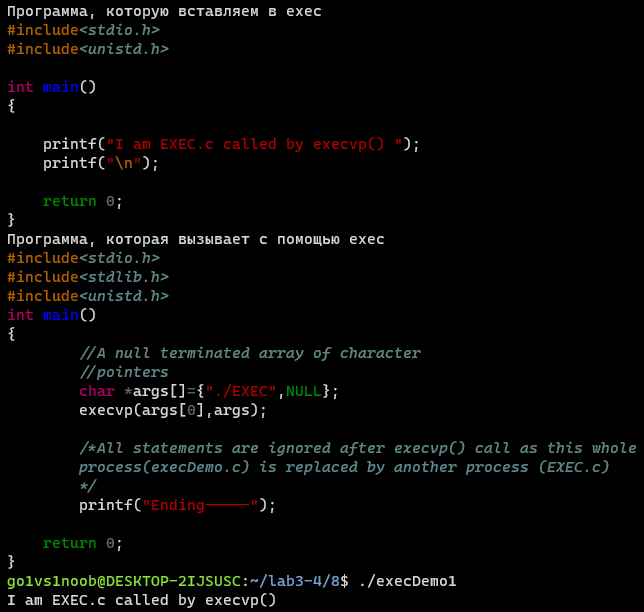 Программа, которую вставляем в exec
#include<stdio.h>
#include<unistd.h>

int main()
{

    printf("I am EXEC.c called by execvp() ");
    printf("\n");

    return 0;
}
Программа, которая вызывает с помощью exec
#include<stdio.h>
#include<stdlib.h>
#include<unistd.h>
int main()
{
        //A null terminated array of character
        //pointers
        char *args[]={"./EXEC",NULL};
        execvp(args[0],args);

        /*All statements are ignored after execvp() call as this whole
        process(execDemo.c) is replaced by another process (EXEC.c)
        */
        printf("Ending-----");

    return 0;
}
go1vs1noob@DESKTOP-2IJSUSC:~/lab3-4/8$ ./execDemo1
I am EXEC.c called by execvp()